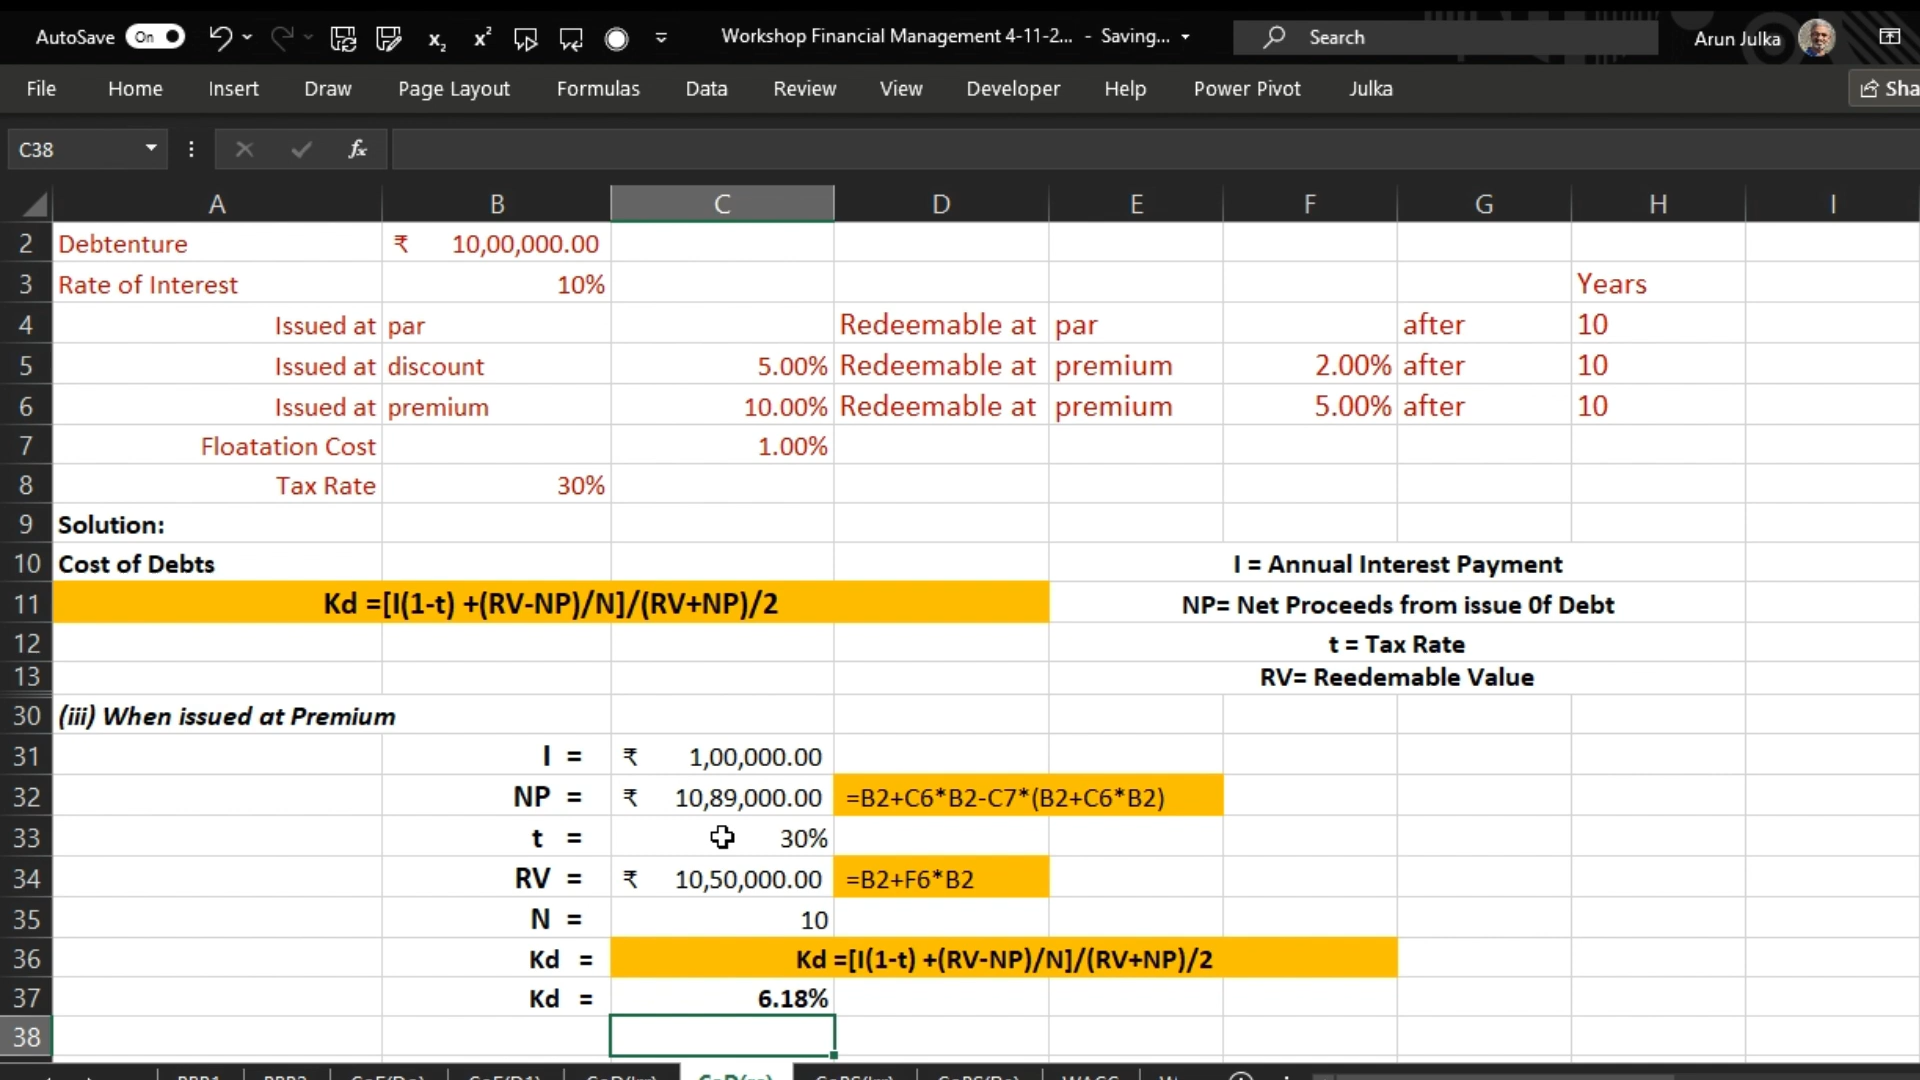 AutoSave On Workshop Financial Management 4-11-2... - Saving... Search Arun Julka
File Home Insert Draw Page Layout Formulas Data Review View Developer Help Power Pivot Julka Sha
C38 fx
A B C D E F G H I
2 Debtenture ₹ 10,00,000.00
3 Rate of Interest 10% Years
4 Issued at par Redeemable at par after 10
5 Issued at discount 5.00% Redeemable at premium 2.00% after 10
6 Issued at premium 10.00% Redeemable at premium 5.00% after 10
7 Floatation Cost 1.00%
8 Tax Rate 30%
9 Solution:
10 Cost of Debts I = Annual Interest Payment
11 Kd =[I(1-t) +(RV-NP)/N]/(RV+NP)/2 NP= Net Proceeds from issue 0f Debt
12 t = Tax Rate
13 RV= Reedemable Value
30 (iii) When issued at Premium
31 I = ₹ 1,00,000.00
32 NP = ₹ 10,89,000.00 =B2+C6*B2-C7*(B2+C6*B2)
33 t = 30%
34 RV = ₹ 10,50,000.00 =B2+F6*B2
35 N = 10
36 Kd = Kd =[I(1-t) +(RV-NP)/N]/(RV+NP)/2
37 Kd = 6.18%
38